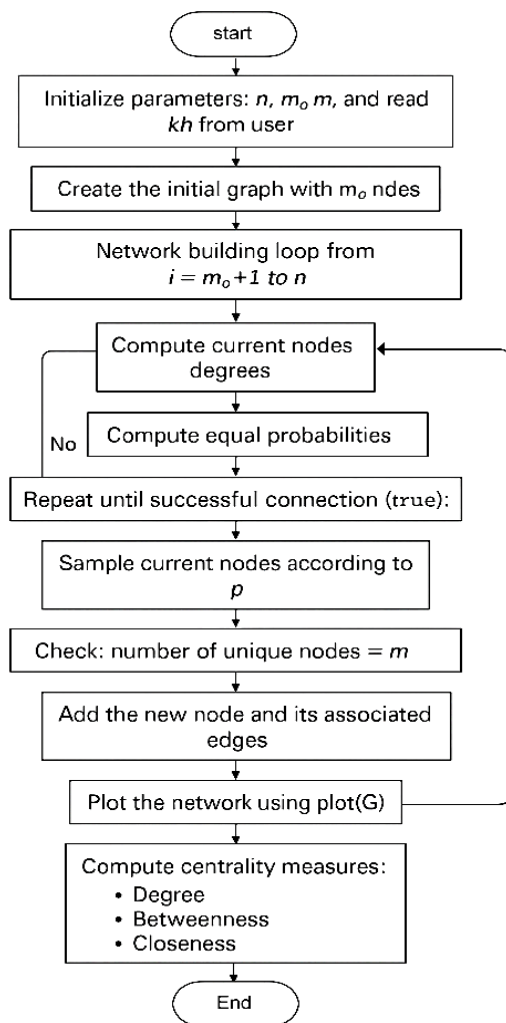 start
Initialize parameters: n, mo m, and read
kh from user
Create the initial graph with mo ndes
Network building loop from
i = mo+1 to n
Compute current nodes
degrees
Compute equal probabilities
No
Repeat until successful connection (true):
Sample current nodes according to
p
Check: number of unique nodes = m
Add the new node and its associated
edges
Plot the network using plot(G)
Compute centrality measures:
• Degree
• Betweenness
• Closeness
End